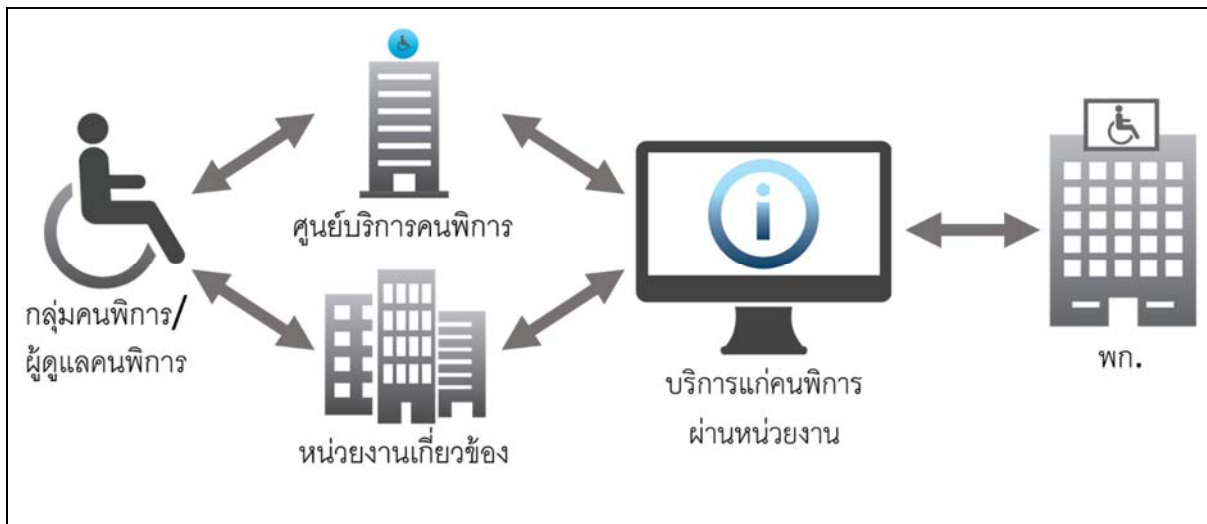 ศูนย์บริการคนพิการ
กลุ่มคนพิการ/
ผู้ดูแลคนพิการ
หน่วยงานเกี่ยวข้อง
i
บริการแก่คนพิการ
ผ่านหน่วยงาน
พก.